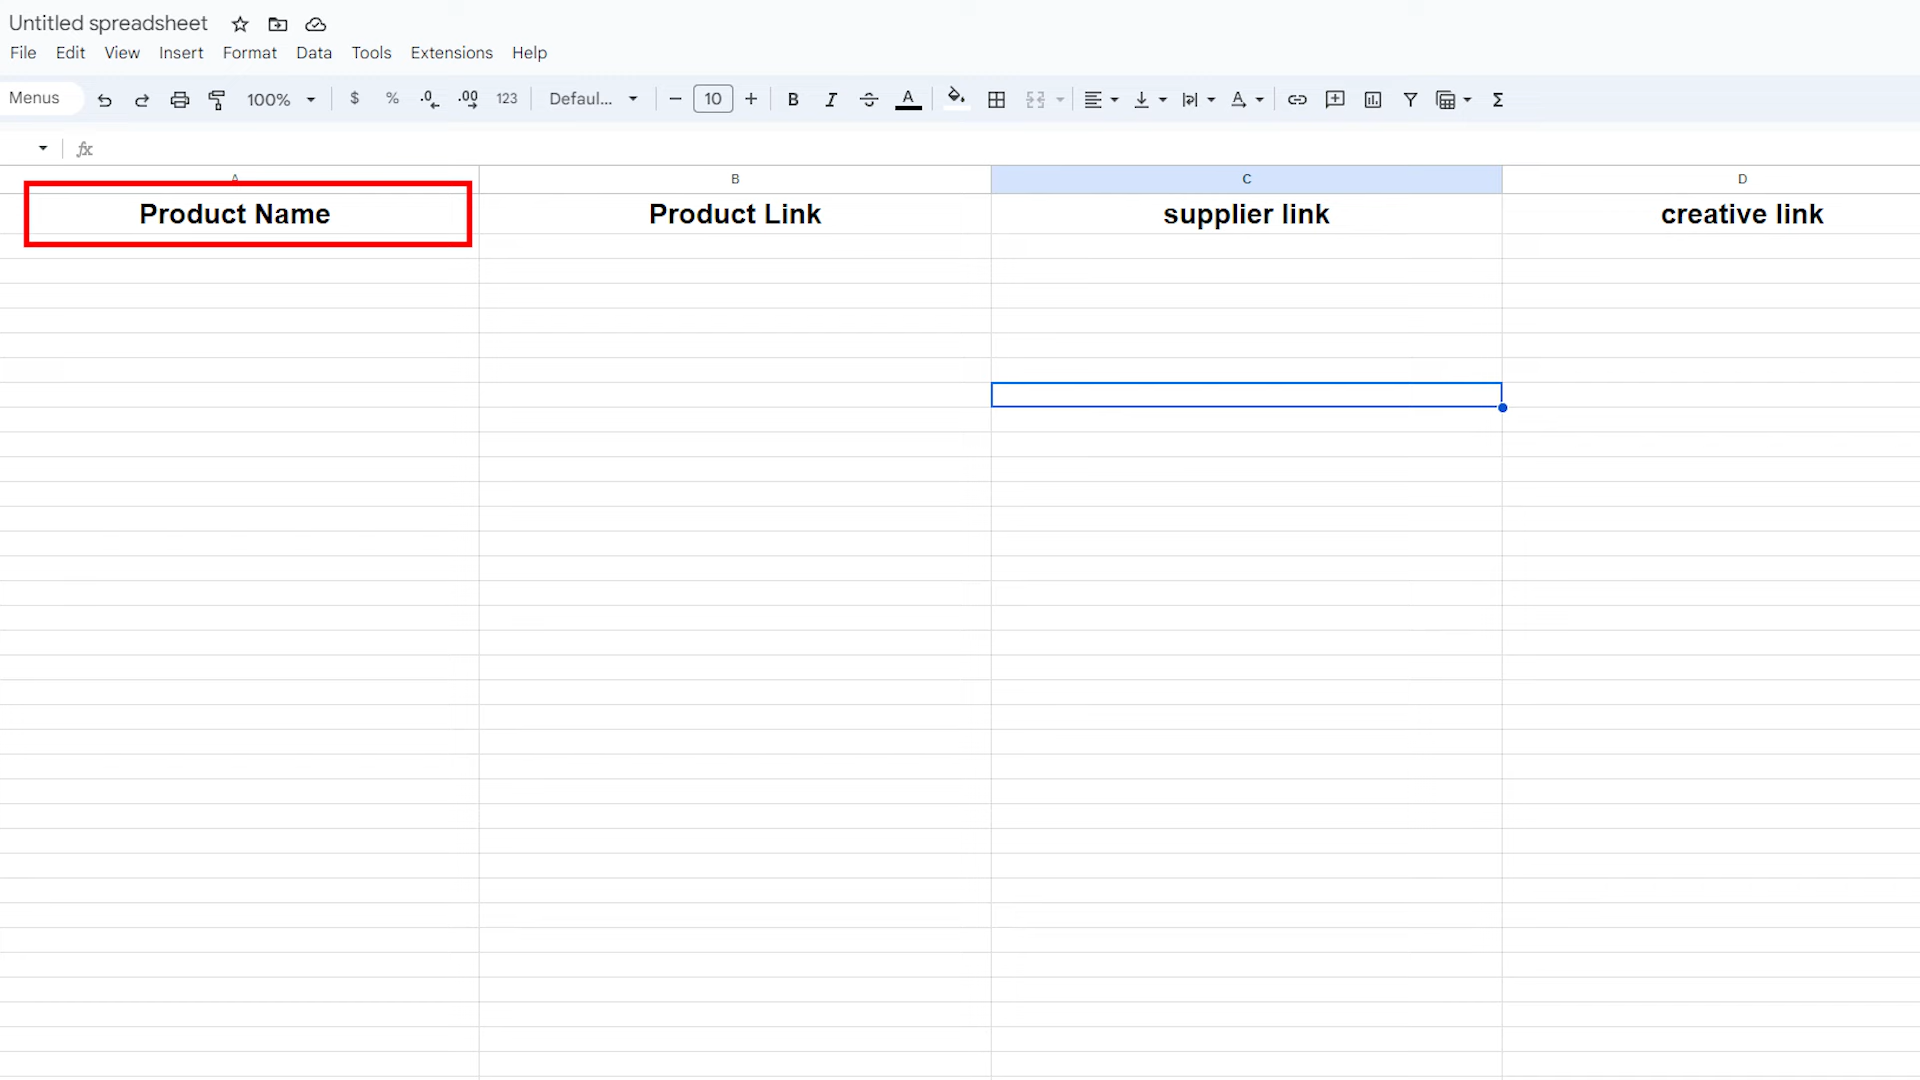 Untitled spreadsheet
File Edit View Insert Format Data Tools Extensions Help
Menus 100% $ % .0 .00 123 Defaul... 10 B I S A A Σ
fx
A B C D
Product Name Product Link supplier link creative link